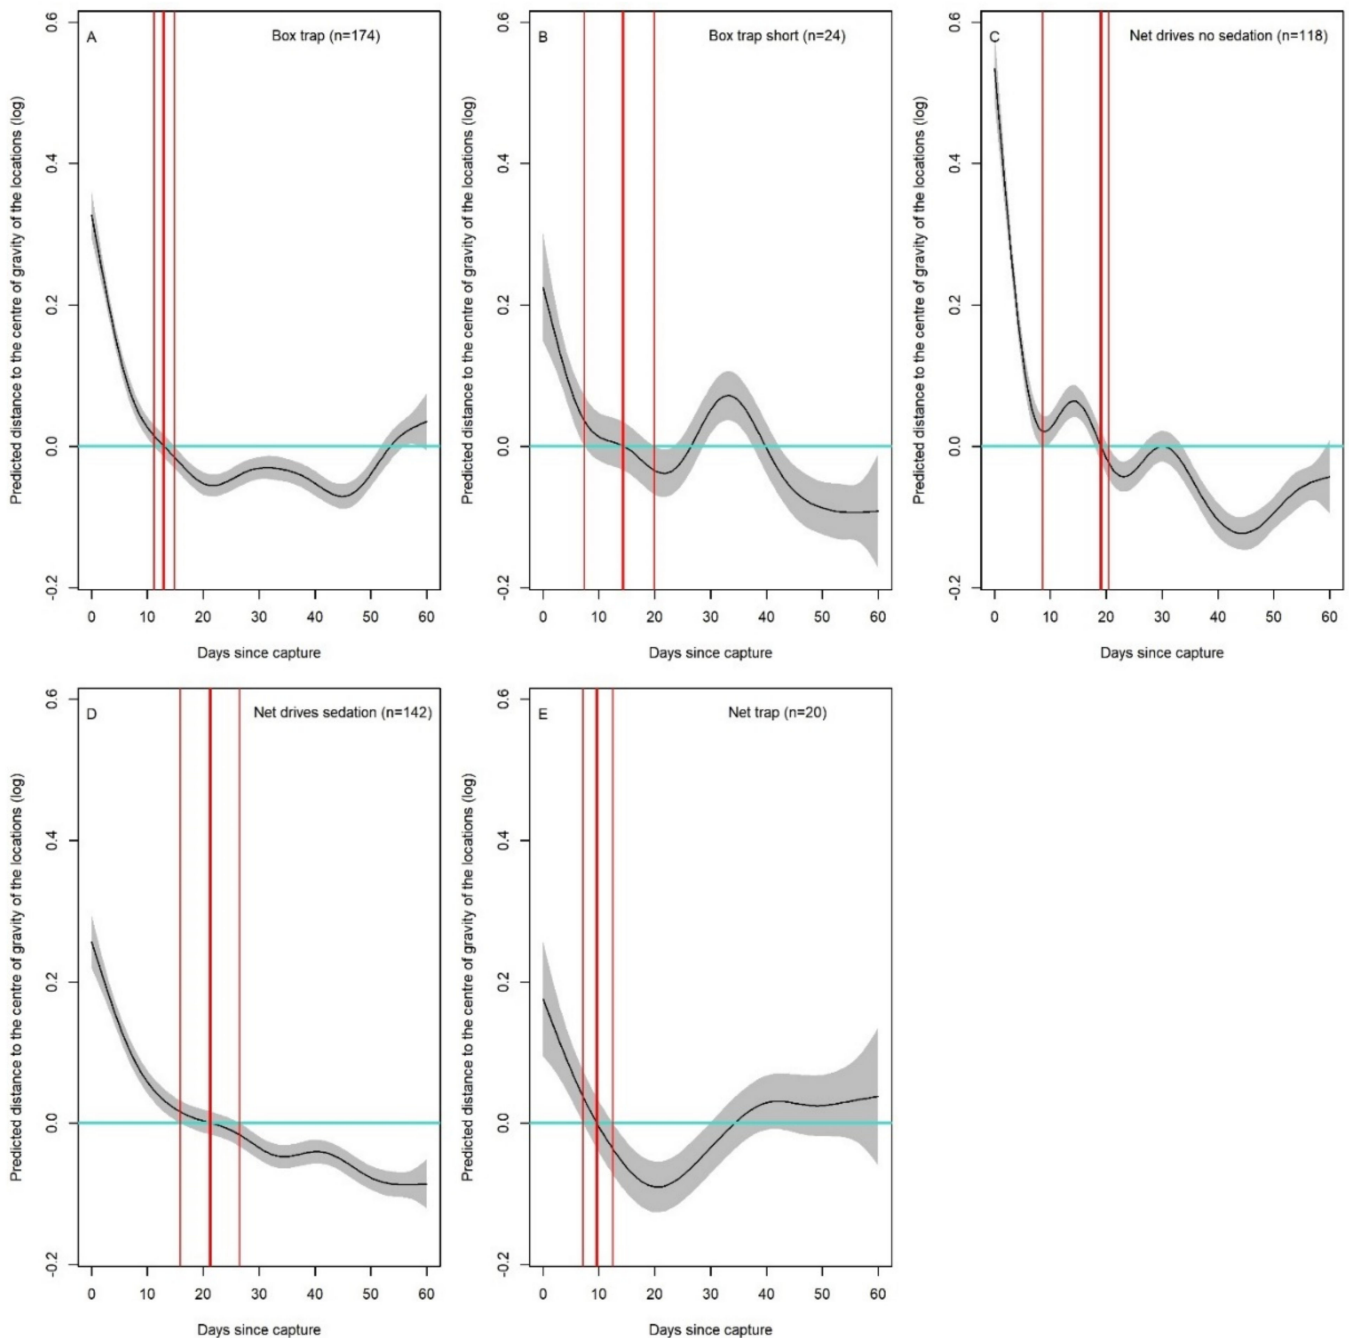 A
Box trap (n=174)
Predicted distance to the centre of gravity of the locations (log)
0.6
0.4
0.2
0.0
-0.2
0 10 20 30 40 50 60
Days since capture
B
Box trap short (n=24)
Predicted distance to the centre of gravity of the locations (log)
0.6
0.4
0.2
0.0
-0.2
0 10 20 30 40 50 60
Days since capture
C
Net drives no sedation (n=118)
Predicted distance to the centre of gravity of the locations (log)
0.6
0.4
0.2
0.0
-0.2
0 10 20 30 40 50 60
Days since capture
D
Net drives sedation (n=142)
Predicted distance to the centre of gravity of the locations (log)
0.6
0.4
0.2
0.0
-0.2
0 10 20 30 40 50 60
Days since capture
E
Net trap (n=20)
Predicted distance to the centre of gravity of the locations (log)
0.6
0.4
0.2
0.0
-0.2
0 10 20 30 40 50 60
Days since capture